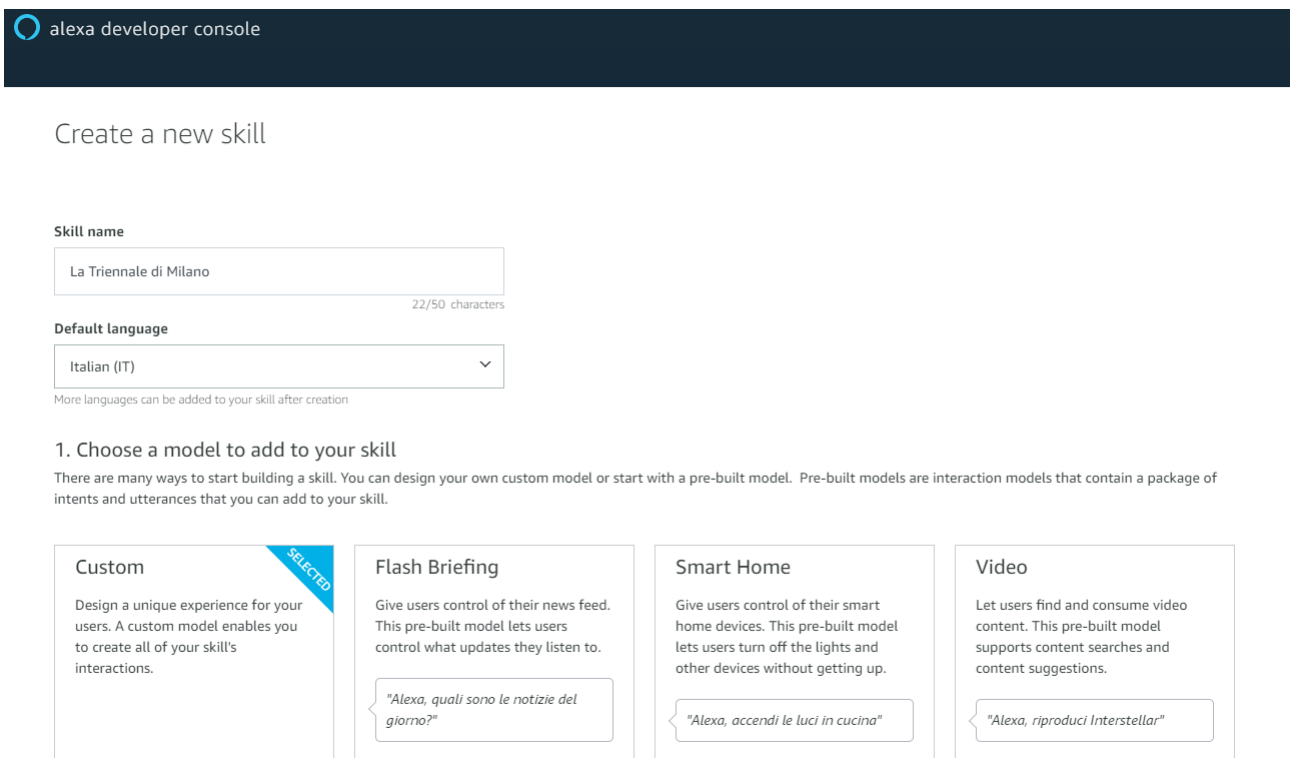 alexa developer console
Create a new skill
Skill name
La Triennale di Milano
22/50 characters
Default language
Italian (IT)
More languages can be added to your skill after creation
1. Choose a model to add to your skill
There are many ways to start building a skill. You can design your own custom model or start with a pre-built model. Pre-built models are interaction models that contain a package of
intents and utterances that you can add to your skill.
Custom
SELECTED
Design a unique experience for your
users. A custom model enables you
to create all of your skill's
interactions.
Flash Briefing
Give users control of their news feed.
This pre-built model lets users
control what updates they listen to.
"Alexa, quali sono le notizie del
giorno?"
Smart Home
Give users control of their smart
home devices. This pre-built model
lets users turn off the lights and
other devices without getting up.
"Alexa, accendi le luci in cucina"
Video
Let users find and consume video
content. This pre-built model
supports content searches and
content suggestions.
"Alexa, riproduci Interstellar"